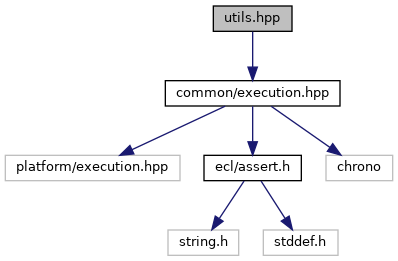 utils.hpp
common/execution.hpp
platform/execution.hpp
ecl/assert.h
chrono
string.h
stddef.h